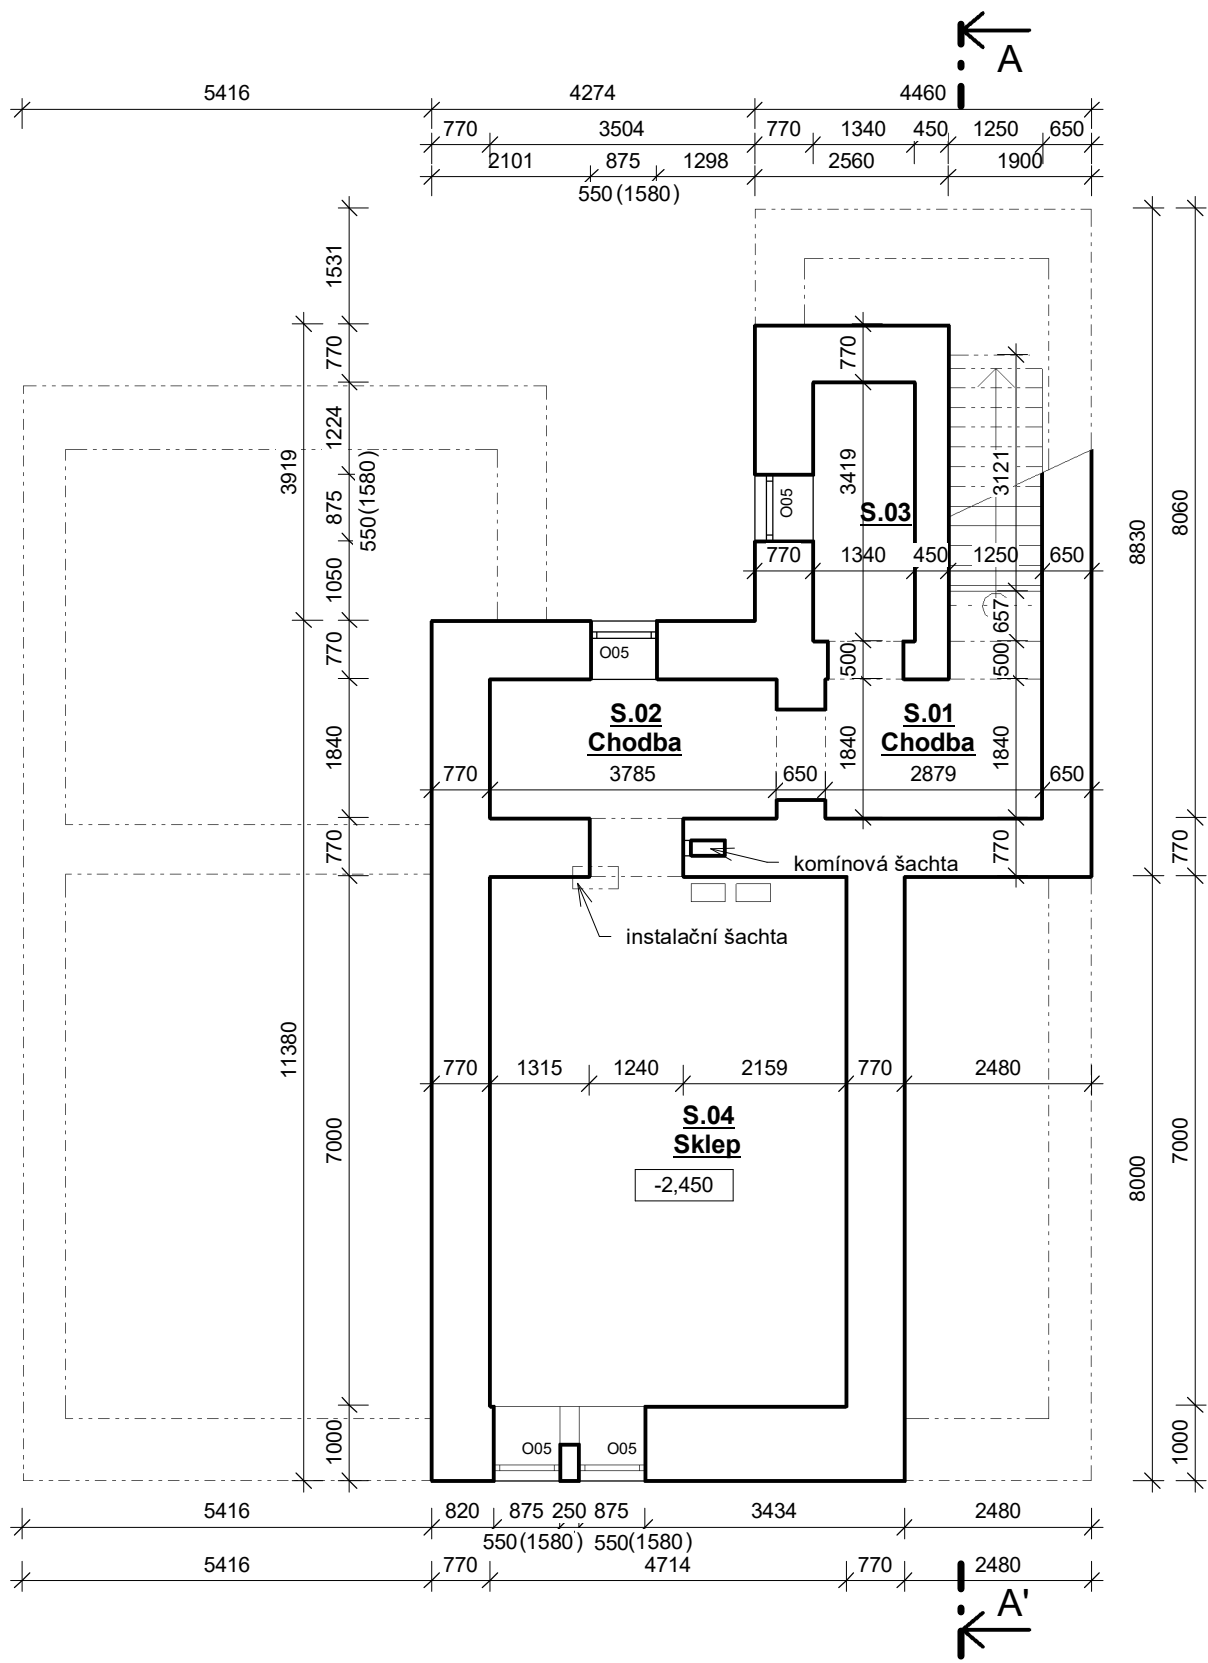 A
5416 4274 4460
770 3504 770 1340 450 1250 650
2101 875 1298 2560 1900
550(1580)
1531
770
1224
875
550(1580)
1050
770
1840
770
7000
1000
3919
11380
770
3419
500
1840
3121
657
500
1840
770
8830
8000
8060
770
7000
1000
O05
S.03
770 1340 450 1250 650
O05
S.02
Chodba
S.01
Chodba
770 3785 650 2879 650
komínová šachta
instalační šachta
770 1315 1240 2159 770 2480
S.04
Sklep
-2,450
O05 O05
5416 820 875 250 875 3434 2480
550(1580) 550(1580)
5416 770 4714 770 2480
A'